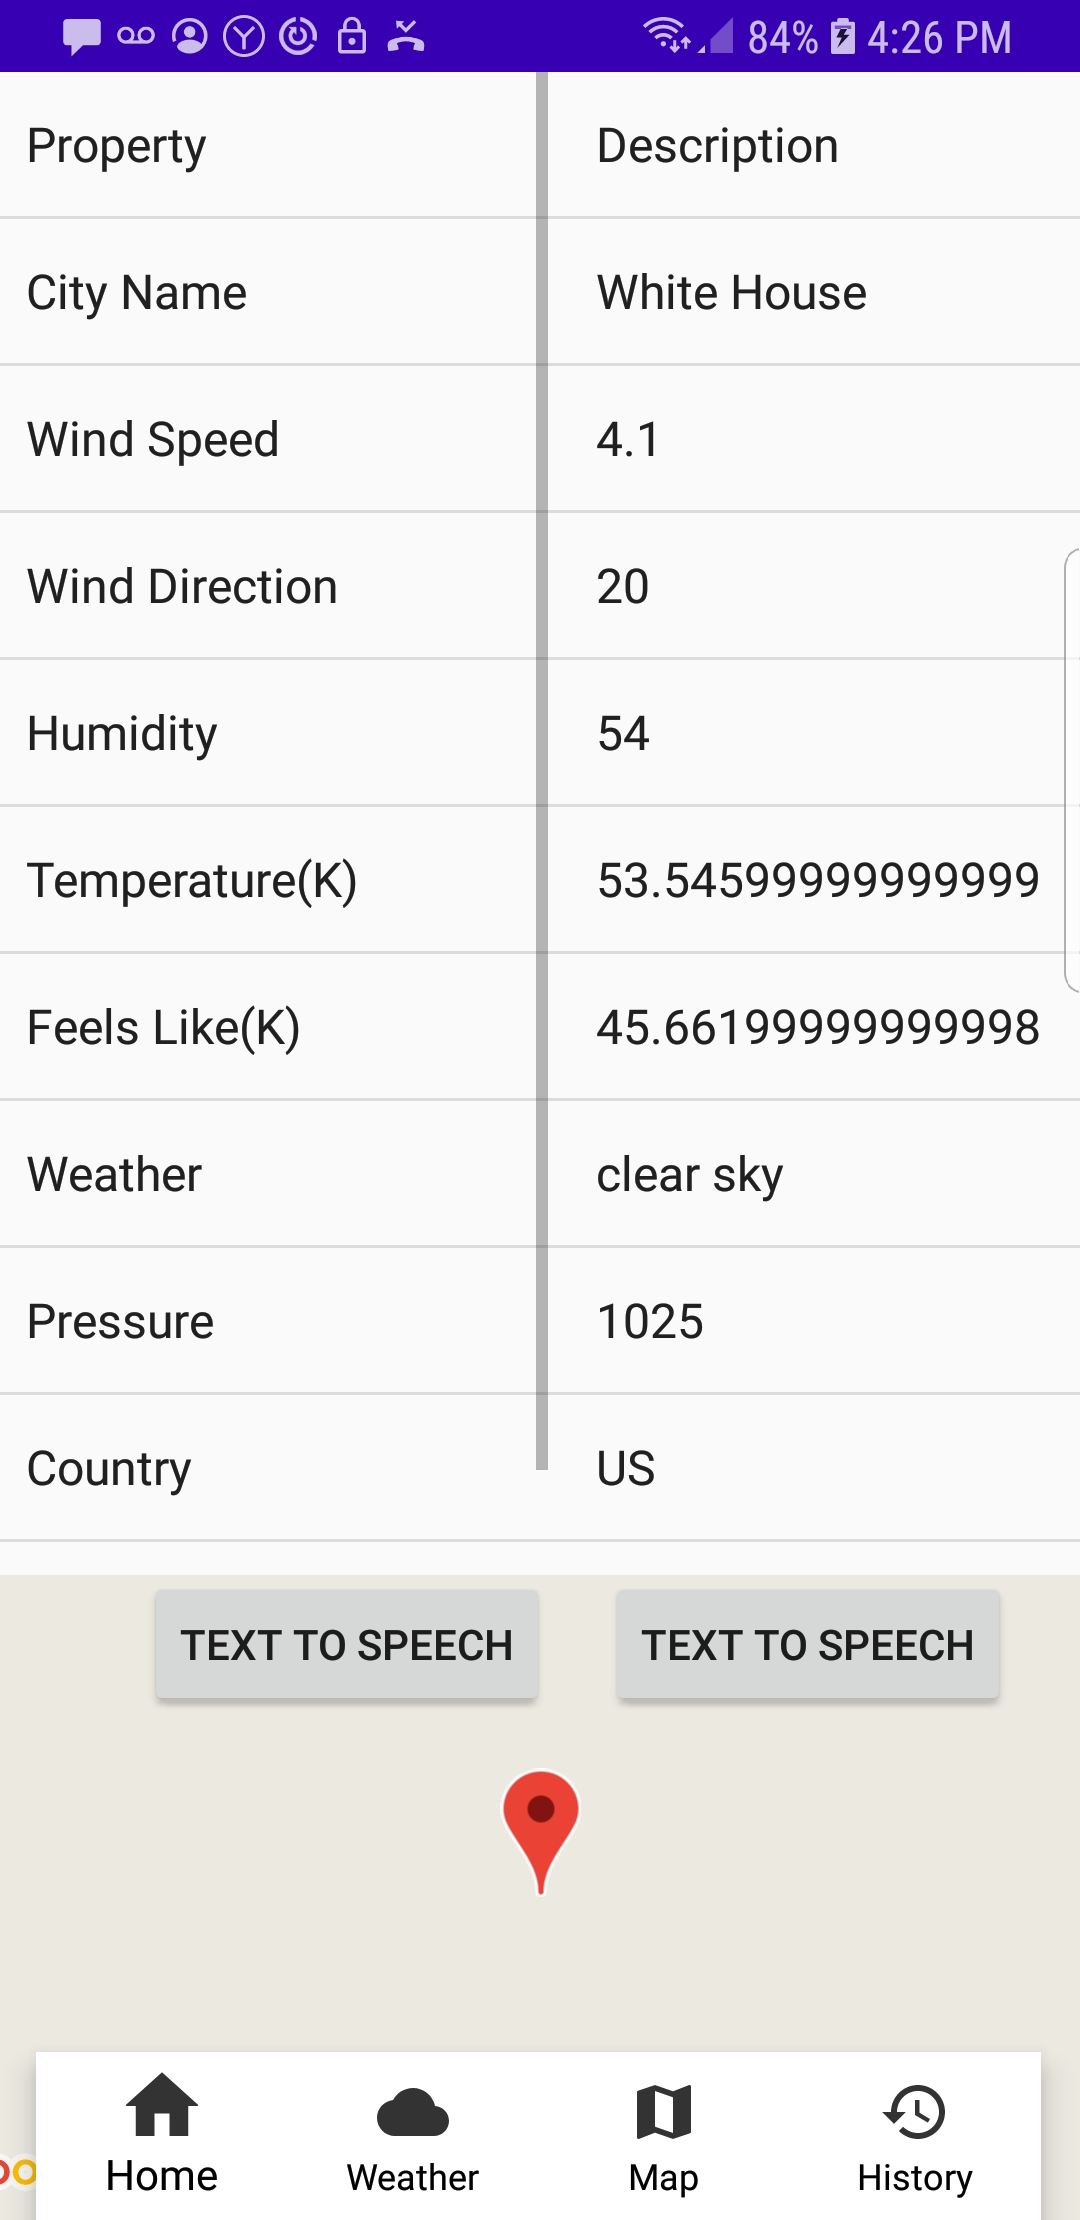 84% 4:26 PM
Property Description
City Name White House
Wind Speed 4.1
Wind Direction 20
Humidity 54
Temperature(K) 53.54599999999999
Feels Like(K) 45.66199999999998
Weather clear sky
Pressure 1025
Country US
TEXT TO SPEECH TEXT TO SPEECH
Home Weather Map History